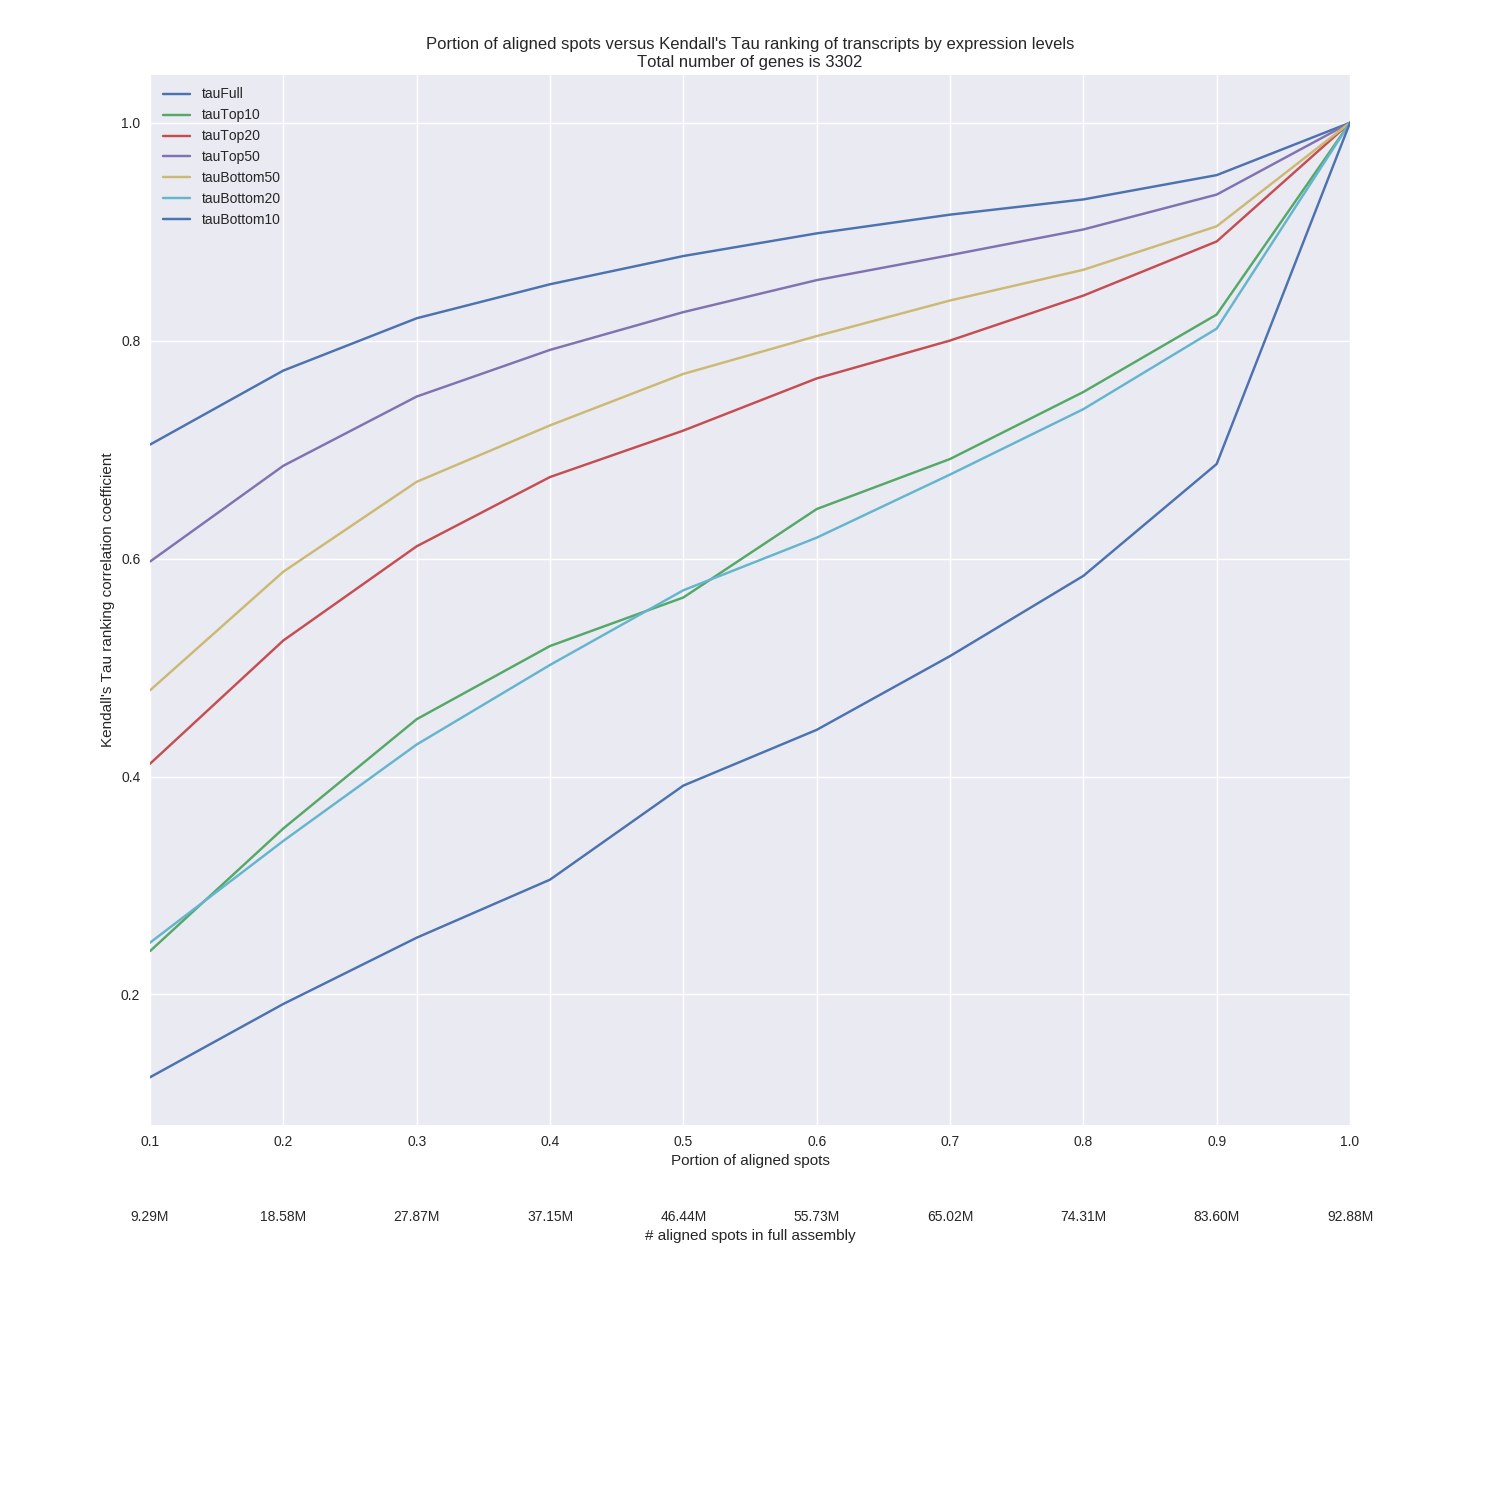 Portion of aligned spots versus Kendall's Tau ranking of transcripts by expression levels
Total number of genes is 3302
tauFull
tauTop10
tauTop20
tauTop50
tauBottom50
tauBottom20
tauBottom10
1.0
0.8
0.6
0.4
0.2
Kendall's Tau ranking correlation coefficient
0.1 0.2 0.3 0.4 0.5 0.6 0.7 0.8 0.9 1.0
Portion of aligned spots
9.29M 18.58M 27.87M 37.15M 46.44M 55.73M 65.02M 74.31M 83.60M 92.88M
# aligned spots in full assembly